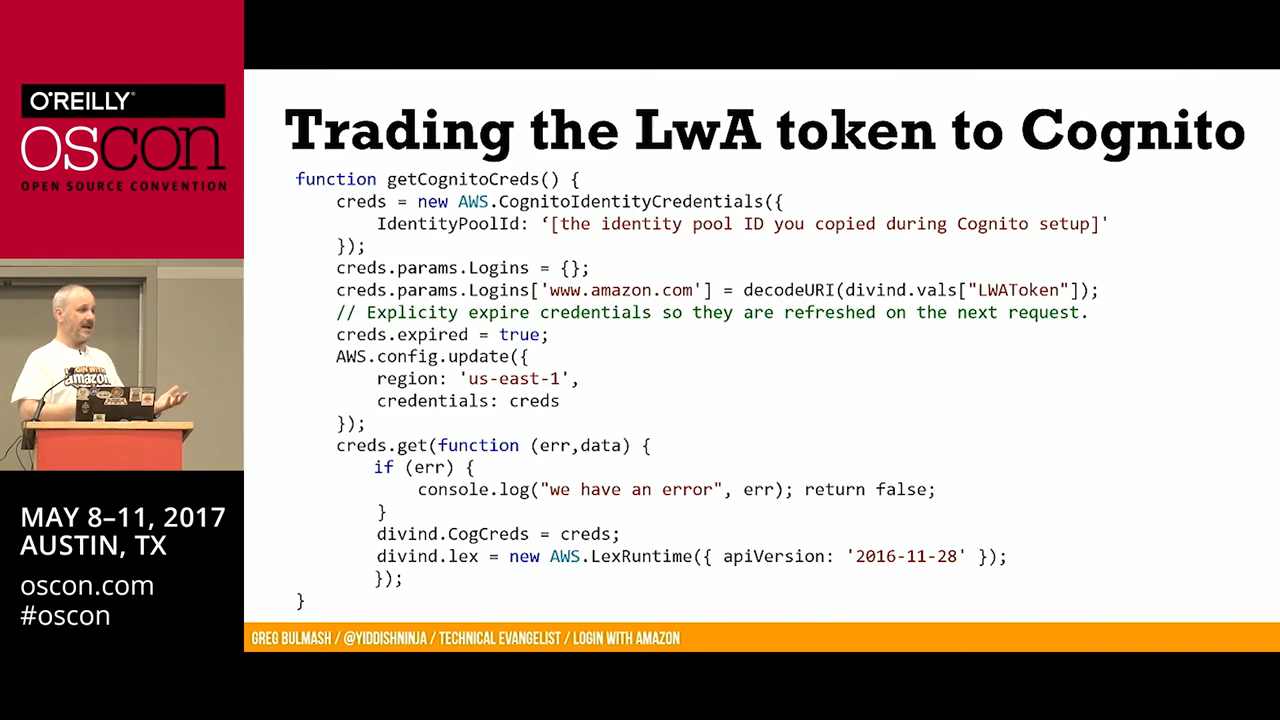 O'REILLY®
OSCON
OPEN SOURCE CONVENTION
MAY 8–11, 2017
AUSTIN, TX
oscon.com
#oscon
Trading the LwA token to Cognito
function getCognitoCreds() {
creds = new AWS.CognitoIdentityCredentials({
IdentityPoolId: ‘[the identity pool ID you copied during Cognito setup]'
});
creds.params.Logins = {};
creds.params.Logins['www.amazon.com'] = decodeURI(divind.vals["LWAToken"]);
// Explicity expire credentials so they are refreshed on the next request.
creds.expired = true;
AWS.config.update({
region: 'us-east-1',
credentials: creds
});
creds.get(function (err,data) {
if (err) {
console.log("we have an error", err); return false;
}
divind.CogCreds = creds;
divind.lex = new AWS.LexRuntime({ apiVersion: '2016-11-28' });
});
}
GREG BULMASH / @YIDDISHNINJA / TECHNICAL EVANGELIST / LOGIN WITH AMAZON
LOGIN WITH
amazon